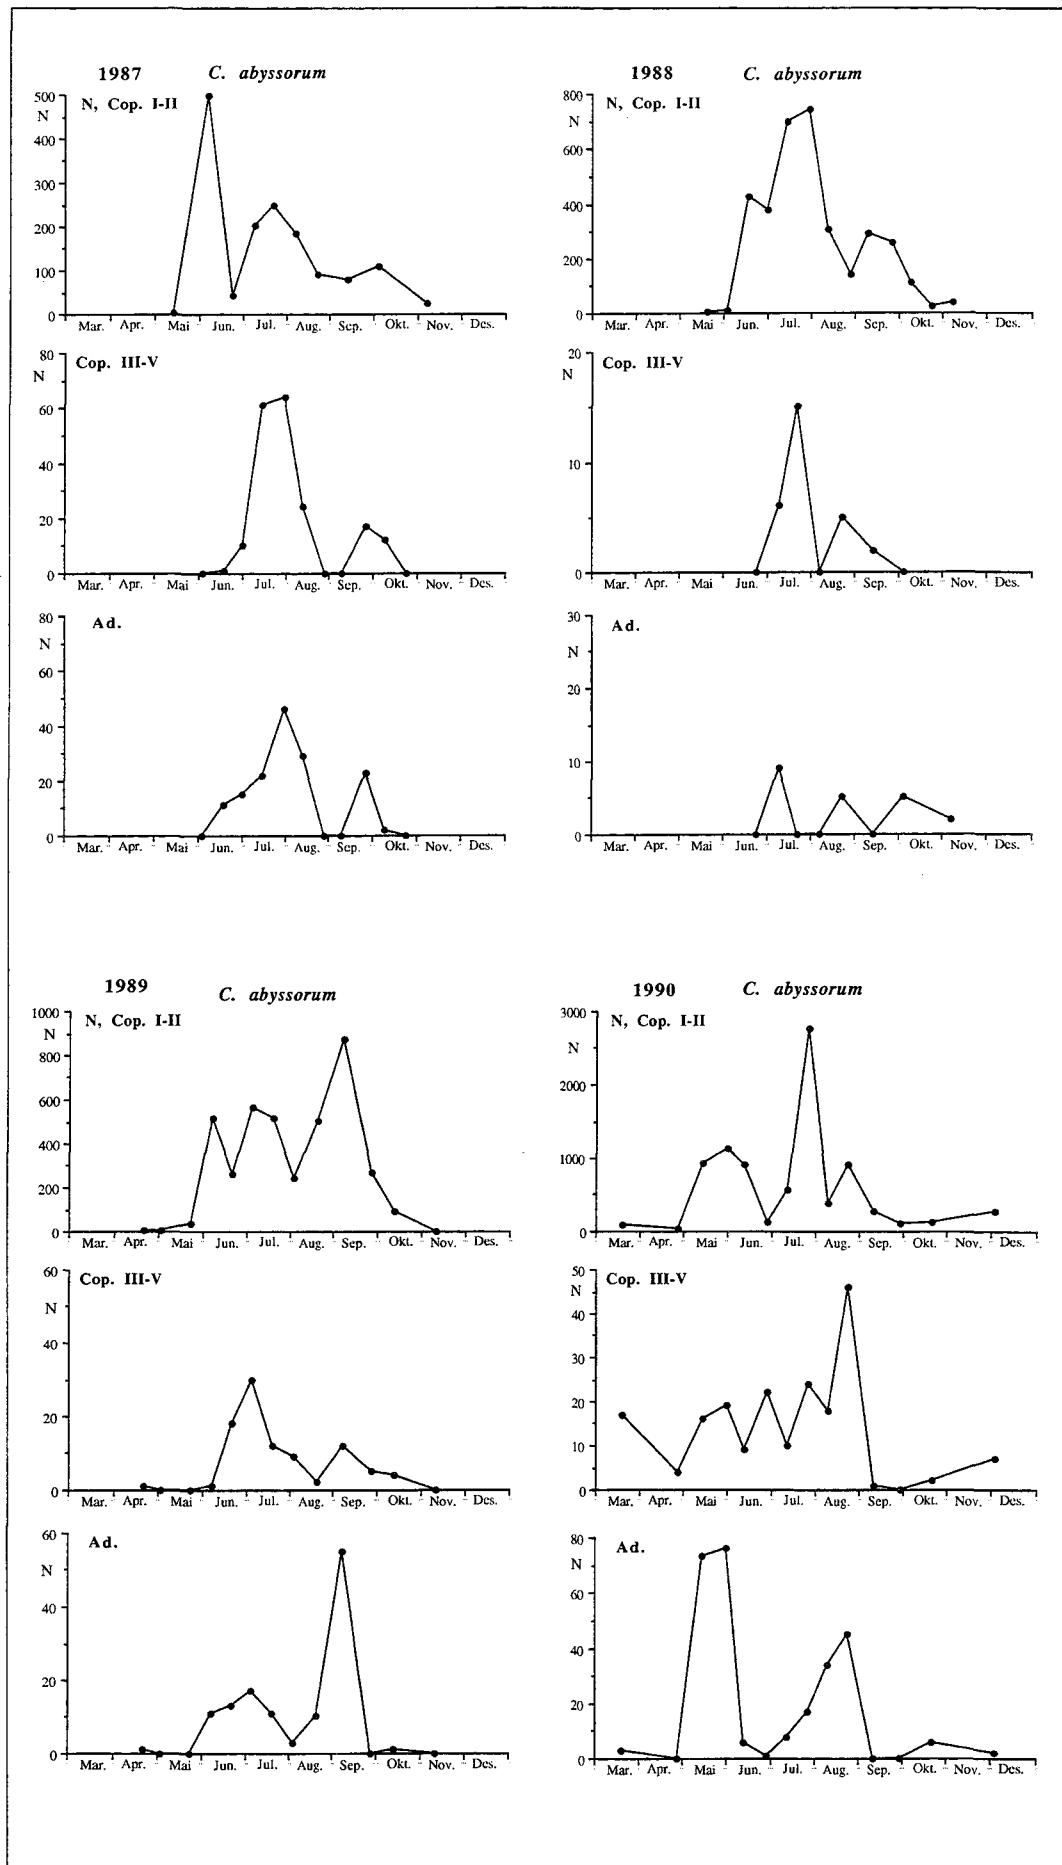 1987 C. abyssorum
N, Cop. I-II
500
N
400
300
200
100
0
Mar. Apr. Mai Jun. Jul. Aug. Sep. Okt. Nov. Des.
80
Cop. III-V
N
60
40
20
0
Mar. Apr. Mai Jun. Jul. Aug. Sep. Okt. Nov. Des.
80
Ad.
N
60
40
20
0
Mar. Apr. Mai Jun. Jul. Aug. Sep. Okt. Nov. Des.
1988 C. abyssorum
800
N, Cop. I-II
N
600
400
200
0
Mar. Apr. Mai Jun. Jul. Aug. Sep. Okt. Nov. Des.
20
Cop. III-V
N
10
0
Mar. Apr. Mai Jun. Jul. Aug. Sep. Okt. Nov. Des.
30
Ad.
N
20
10
0
Mar. Apr. Mai Jun. Jul. Aug. Sep. Okt. Nov. Des.
1989 C. abyssorum
1000
N, Cop. I-II
N
800
600
400
200
0
Mar. Apr. Mai Jun. Jul. Aug. Sep. Okt. Nov. Des.
60
Cop. III-V
N
40
20
0
Mar. Apr. Mai Jun. Jul. Aug. Sep. Okt. Nov. Des.
60
Ad.
N
40
20
0
Mar. Apr. Mai Jun. Jul. Aug. Sep. Okt. Nov. Des.
1990 C. abyssorum
3000
N, Cop. I-II
N
2000
1000
0
Mar. Apr. Mai Jun. Jul. Aug. Sep. Okt. Nov. Des.
50
Cop. III-V
N
40
30
20
10
0
Mar. Apr. Mai Jun. Jul. Aug. Sep. Okt. Nov. Des.
80
Ad.
N
60
40
20
0
Mar. Apr. Mai Jun. Jul. Aug. Sep. Okt. Nov. Des.